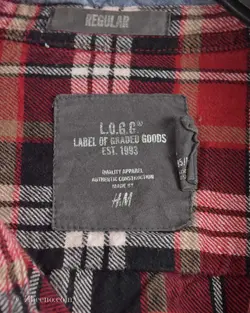 REGULAR
L.O.G.G®
LABEL OF GRADED GOODS
EST. 1993
QUALITY APPAREL
AUTHENTIC CONSTRUCTION
MADE BY
H&M